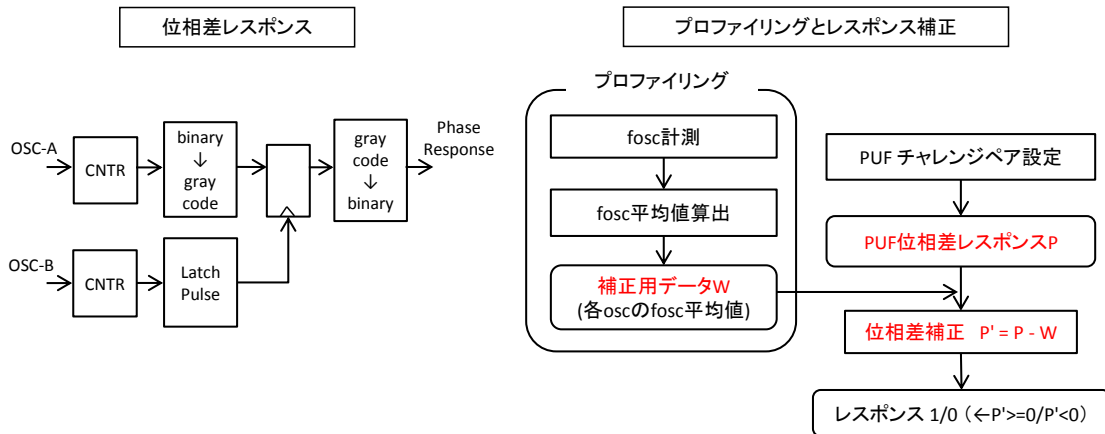 位相差レスポンス
OSC-A
CNTR
binary
↓
gray
code
gray
code
↓
binary
Phase
Response
OSC-B
CNTR
Latch
Pulse
プロファイリングとレスポンス補正
プロファイリング
fosc計測
fosc平均値算出
補正用データW
(各oscのfosc平均値)
PUF チャレンジペア設定
PUF位相差レスポンスP
位相差補正 P' = P - W
レスポンス 1/0 (←P'>=0/P'<0)